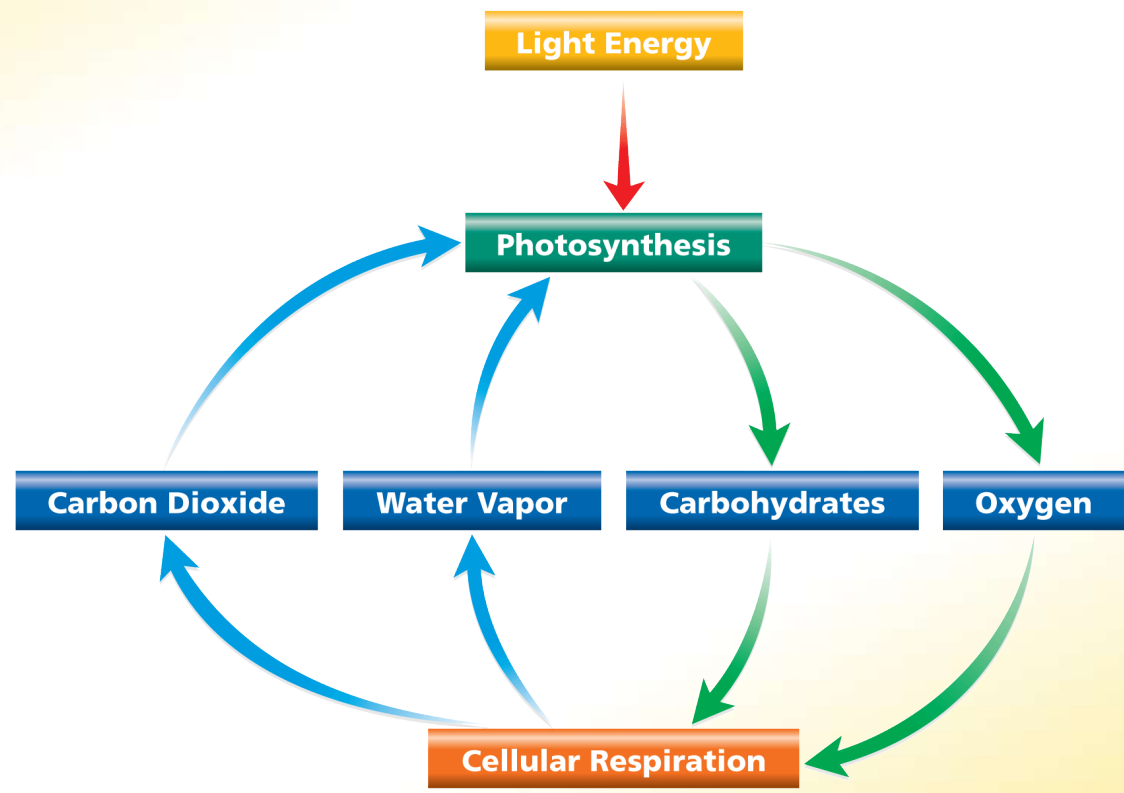 Light Energy
Photosynthesis
Carbon Dioxide
Water Vapor
Carbohydrates
Oxygen
Cellular Respiration